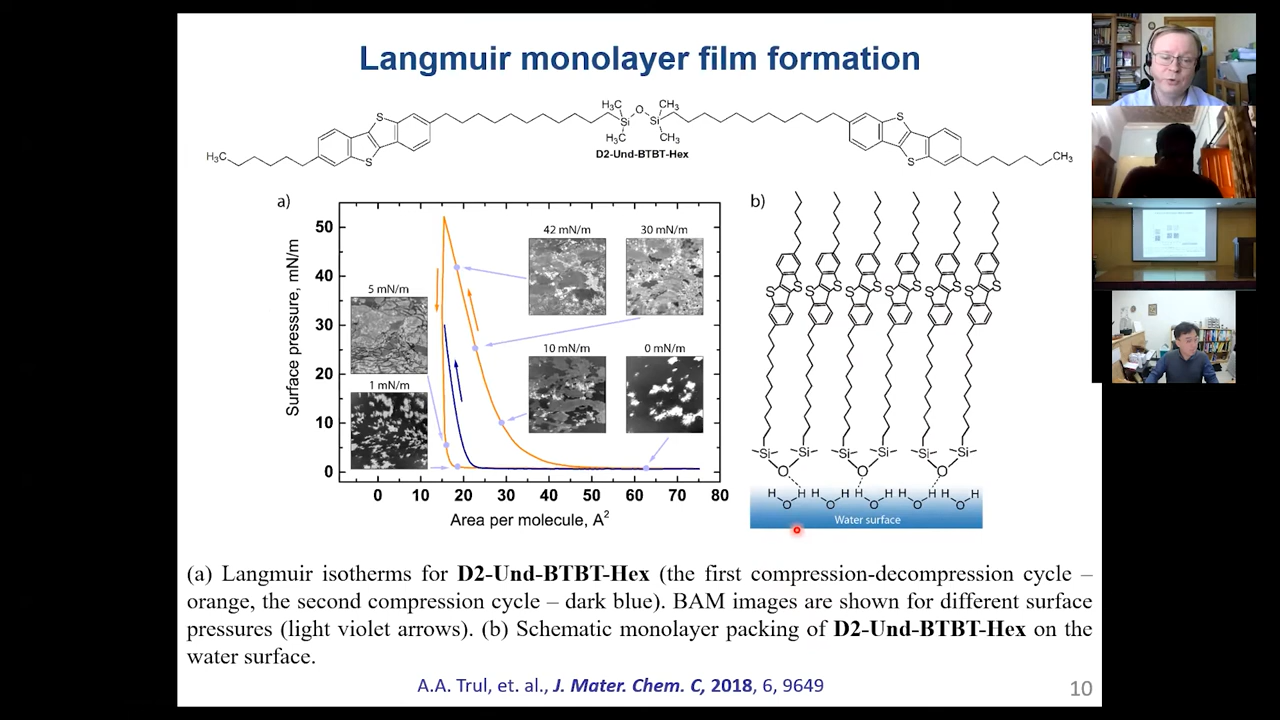 Langmuir monolayer film formation
H₃C
S
S
H₃C
Si
O
Si
CH₃
H₃C
CH₃
D2-Und-BTBT-Hex
S
S
CH₃
a)
Surface pressure, mN/m
50
40
30
20
10
0
0 10 20 30 40 50 60 70 80
Area per molecule, A²
42 mN/m
30 mN/m
5 mN/m
10 mN/m
0 mN/m
1 mN/m
b)
S S S S S S
S S S S S S
Si Si Si Si Si Si
O O O
H H H H H H H H H H
O O O O O
Water surface
(a) Langmuir isotherms for D2-Und-BTBT-Hex (the first compression-decompression cycle –
orange, the second compression cycle – dark blue). BAM images are shown for different surface
pressures (light violet arrows). (b) Schematic monolayer packing of D2-Und-BTBT-Hex on the
water surface.
A.A. Trul, et. al., J. Mater. Chem. C, 2018, 6, 9649
10